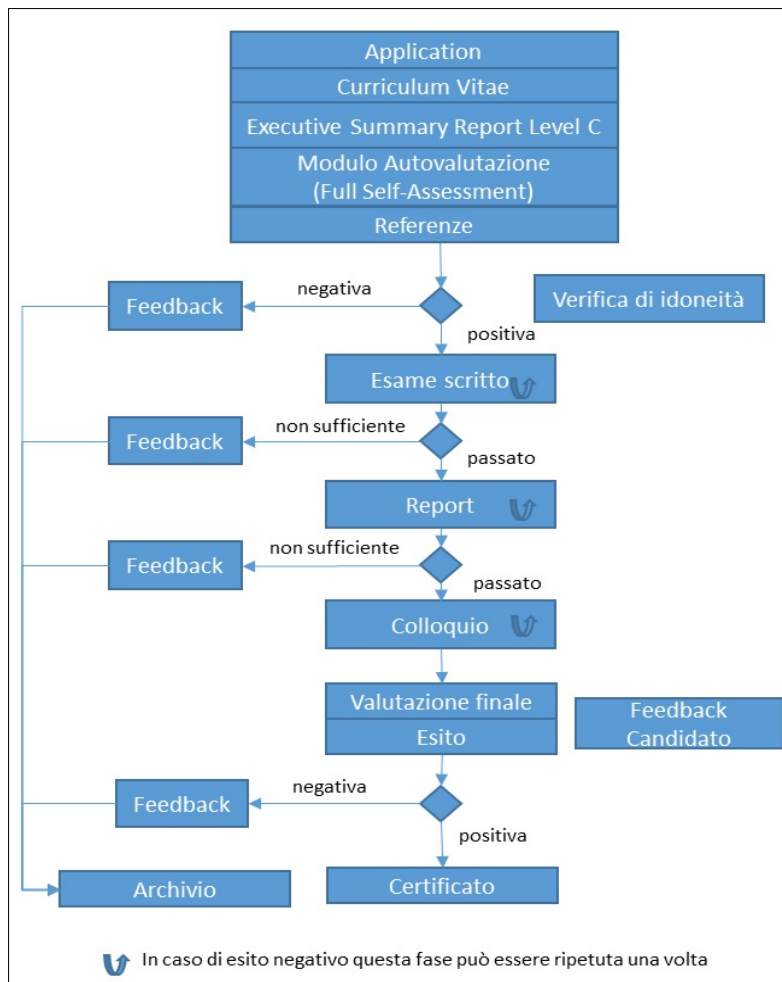 Application
Curriculum Vitae
Executive Summary Report Level C
Modulo Autovalutazione
(Full Self-Assessment)
Referenze
negativa
Feedback
Verifica di idoneità
positiva
Esame scritto
non sufficiente
Feedback
passato
Report
non sufficiente
Feedback
passato
Colloquio
Valutazione finale
Esito
Feedback
Candidato
negativa
Feedback
positiva
Archivio
Certificato
In caso di esito negativo questa fase può essere ripetuta una volta